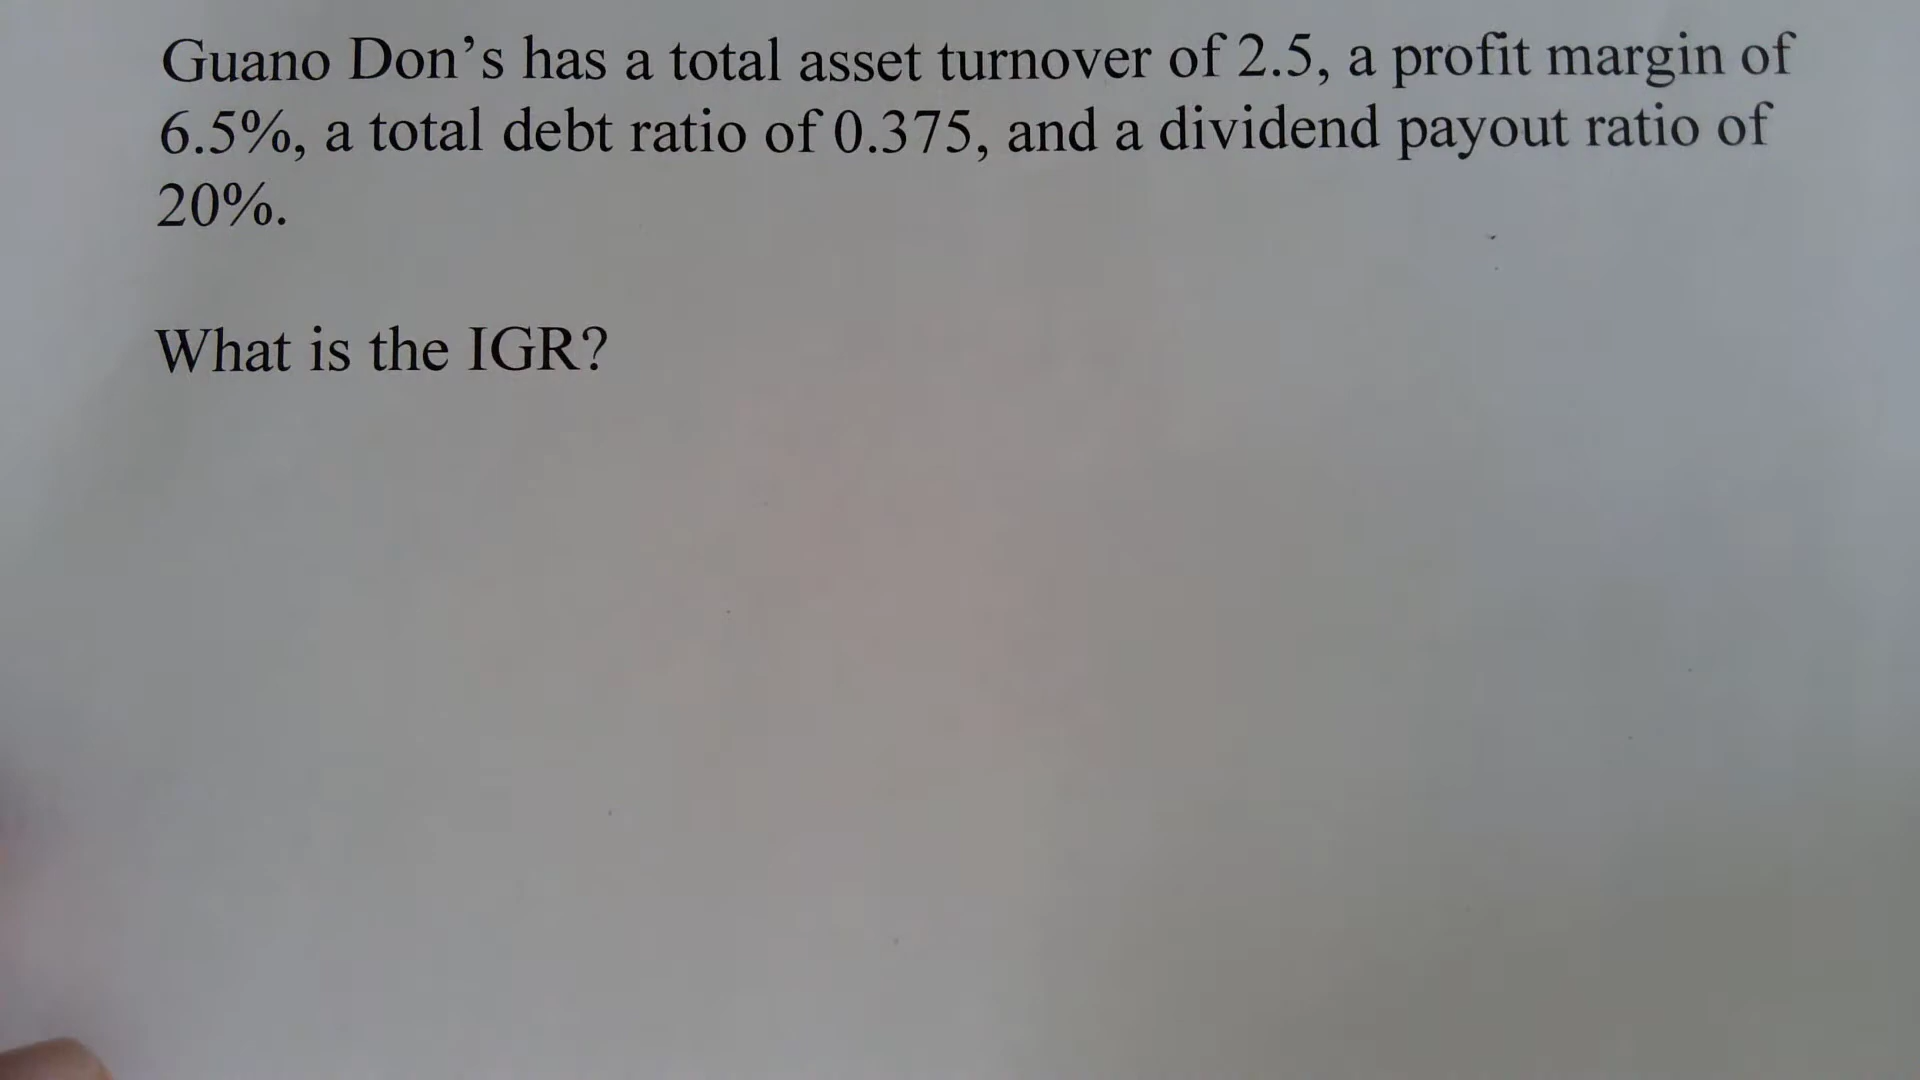 Guano Don’s has a total asset turnover of 2.5, a profit margin of
6.5%, a total debt ratio of 0.375, and a dividend payout ratio of
20%.
What is the IGR?